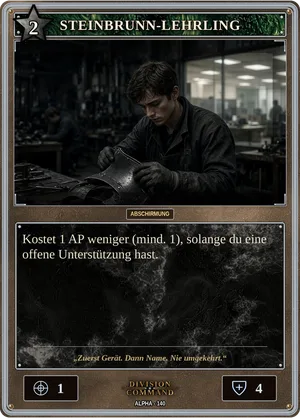 2
STEINBRUNN-LEHRLING
ABSCHIRMUNG
Kostet 1 AP weniger (mind. 1), solange du eine
offene Unterstützung hast.
„Zuerst Gerät. Dann Name. Nie umgekehrt.“
1
DIVISION
COMMAND
ALPHA · 140
4